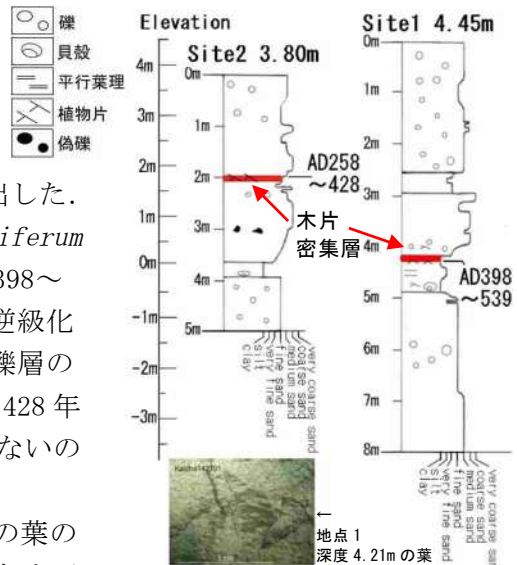 礫
貝殻
平行葉理
植物片
偽礫
出した.
iferum
398～
逆級化
礫層の
428 年
ないの
の葉の
Elevation
4m
3m
2m
1m
0m
-1m
-2m
-3m
Site2 3.80m
0m
1m
2m
3m
4m
5m
AD258
～428
木片
密集層
clay
silt
very fine sand
fine sand
medium sand
coarse sand
very coarse sand
Site1 4.45m
0m
1m
2m
3m
4m
5m
6m
7m
8m
AD398
～539
clay
silt
very fine sand
fine sand
medium sand
coarse sand
very coarse sand
←
地点 1
深度 4.21m の葉